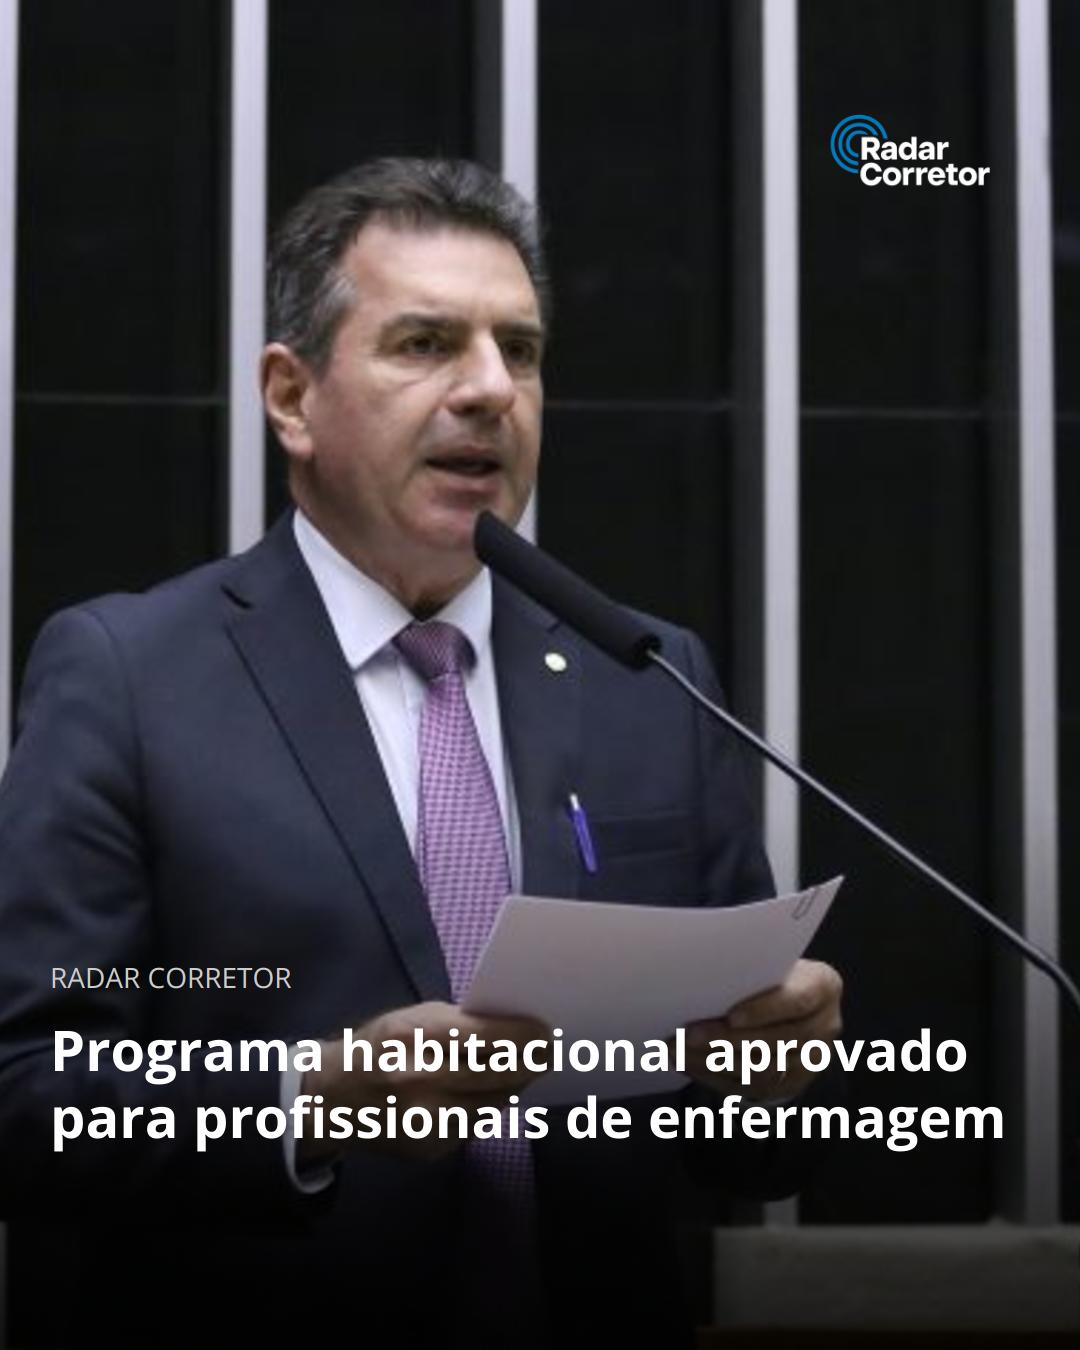 Radar
Corretor
RADAR CORRETOR
Programa habitacional aprovado
para profissionais de enfermagem